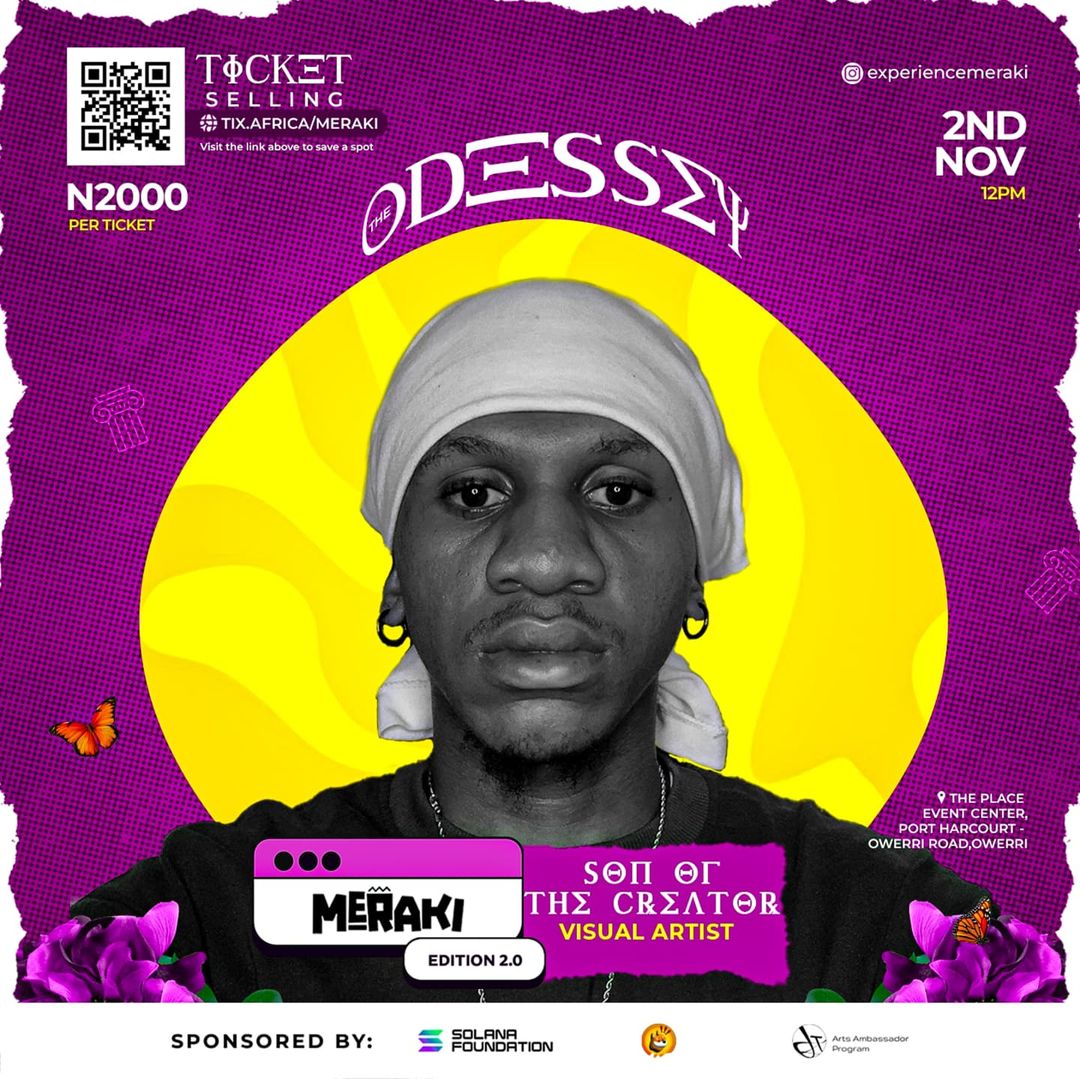 TICKET
SELLING
TIX.AFRICA/MERAKI
Visit the link above to save a spot
N2000
PER TICKET
experiencemeraki
2ND
NOV
12PM
THE ODESSEY
THE PLACE
EVENT CENTER,
PORT HARCOURT -
OWERRI ROAD,OWERRI
MERAKI
EDITION 2.0
SON OF
THE CREATOR
VISUAL ARTIST
SPONSORED BY:
SOLANA
FOUNDATION
Arts Ambassador
Program